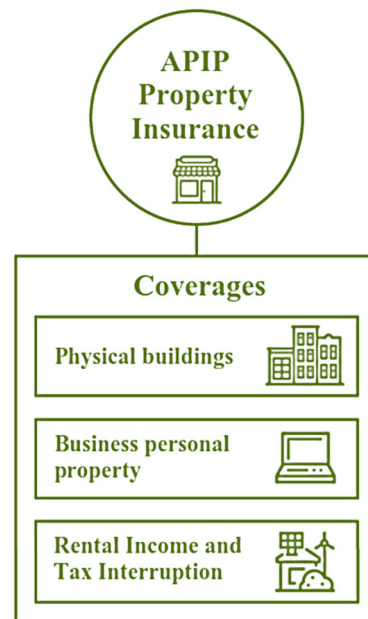 APIP
Property
Insurance
Coverages
Physical buildings
Business personal
property
Rental Income and
Tax Interruption